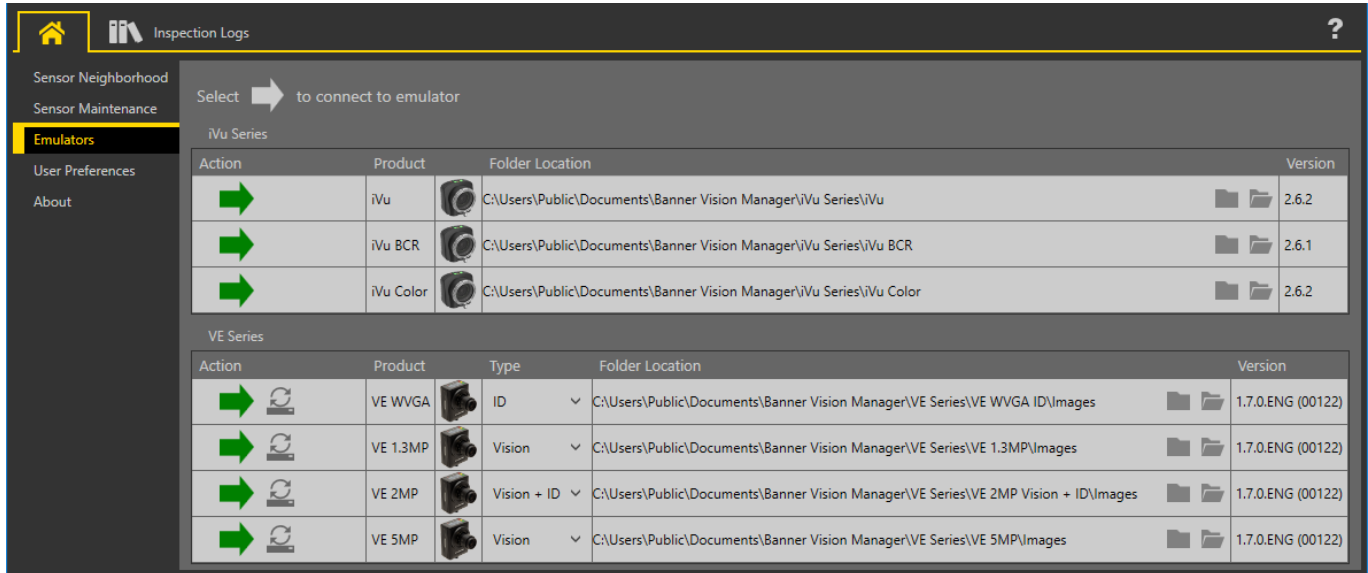 Inspection Logs ?
Sensor Neighborhood
Sensor Maintenance
Emulators
User Preferences
About
Select to connect to emulator
iVu Series
Action Product Folder Location Version
iVu C:\Users\Public\Documents\Banner Vision Manager\iVu Series\iVu 2.6.2
iVu BCR C:\Users\Public\Documents\Banner Vision Manager\iVu Series\iVu BCR 2.6.1
iVu Color C:\Users\Public\Documents\Banner Vision Manager\iVu Series\iVu Color 2.6.2
VE Series
Action Product Type Folder Location Version
VE WVGA ID C:\Users\Public\Documents\Banner Vision Manager\VE Series\VE WVGA ID\Images 1.7.0.ENG (00122)
VE 1.3MP Vision C:\Users\Public\Documents\Banner Vision Manager\VE Series\VE 1.3MP\Images 1.7.0.ENG (00122)
VE 2MP Vision + ID C:\Users\Public\Documents\Banner Vision Manager\VE Series\VE 2MP Vision + ID\Images 1.7.0.ENG (00122)
VE 5MP Vision C:\Users\Public\Documents\Banner Vision Manager\VE Series\VE 5MP\Images 1.7.0.ENG (00122)